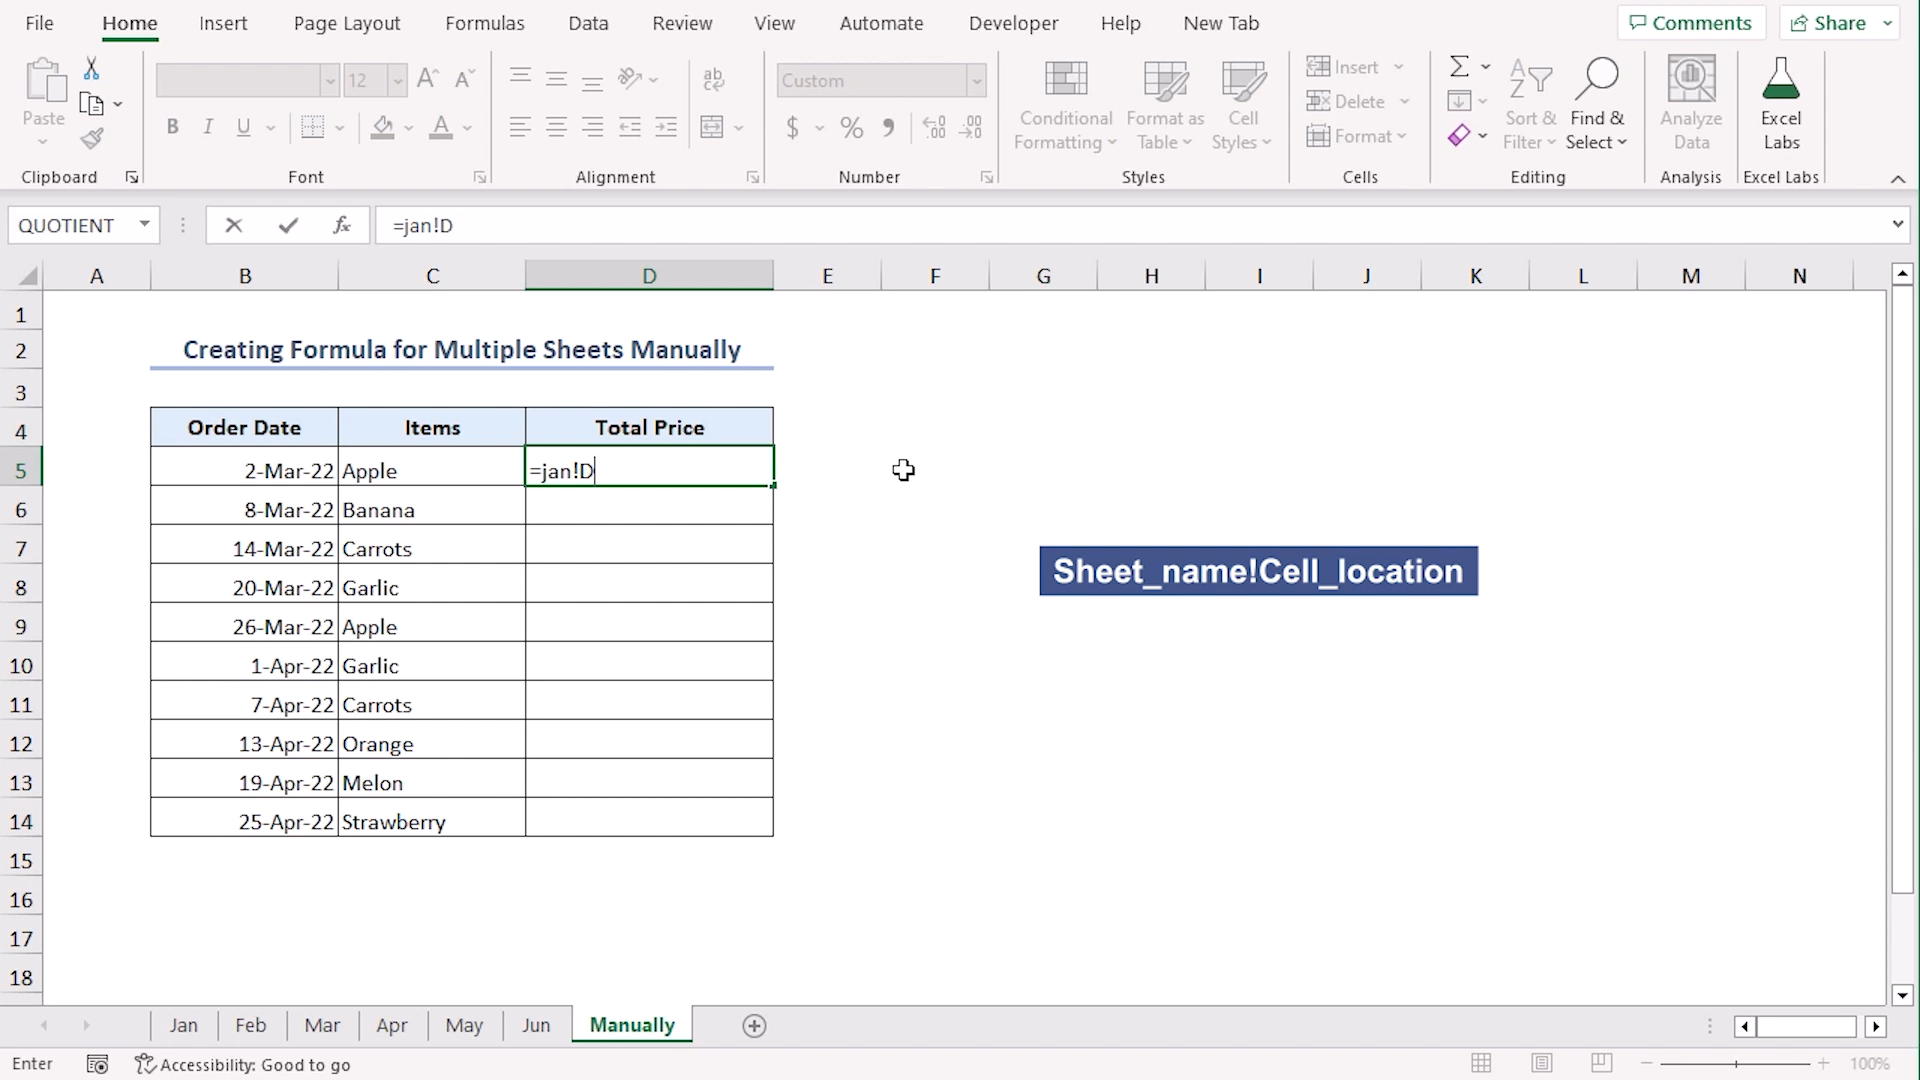 File Home Insert Page Layout Formulas Data Review View Automate Developer Help New Tab Comments Share
Paste 12 A A ab Custom Conditional Formatting Format as Table Cell Styles Insert Delete Format Sort & Filter Find & Select Analyze Data Excel Labs
B I U A $ %
Clipboard Font Alignment Number Styles Cells Editing Analysis Excel Labs
QUOTIENT fx =jan!D
A B C D E F G H I J K L M N
1
2 Creating Formula for Multiple Sheets Manually
3
4 Order Date Items Total Price
5 2-Mar-22 Apple =jan!D
6 8-Mar-22 Banana
7 14-Mar-22 Carrots
Sheet_name!Cell_location
8 20-Mar-22 Garlic
9 26-Mar-22 Apple
10 1-Apr-22 Garlic
11 7-Apr-22 Carrots
12 13-Apr-22 Orange
13 19-Apr-22 Melon
14 25-Apr-22 Strawberry
15
16
17
18
Jan Feb Mar Apr May Jun Manually
Enter Accessibility: Good to go 100%